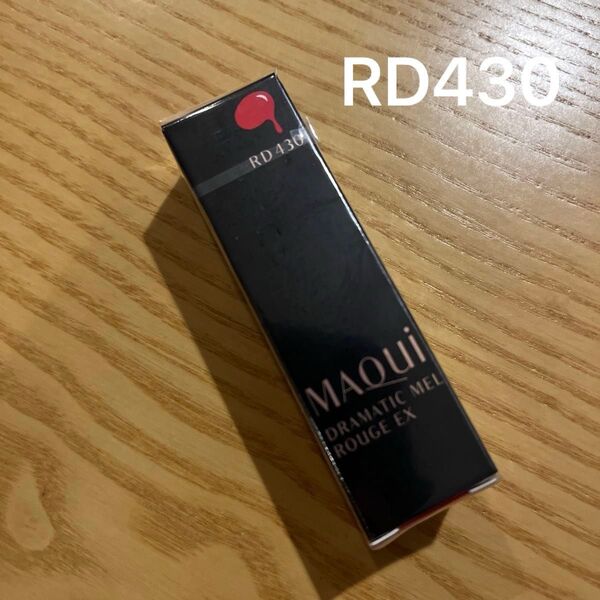 RD430
RD 430
MAQUi
DRAMATIC MEL
ROUGE EX